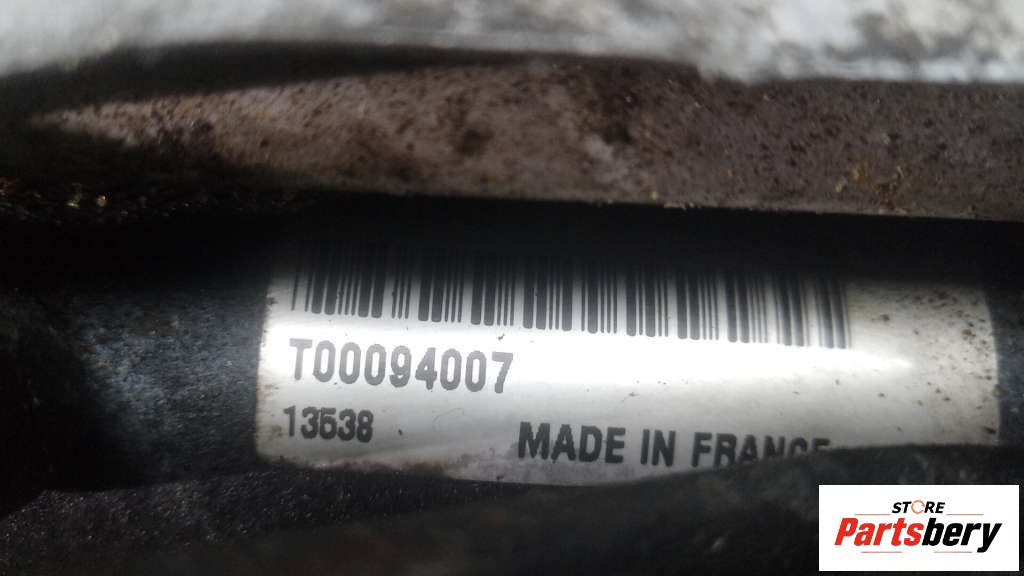 T00094007
13538
MADE IN FRANCE
STORE
Partsbery